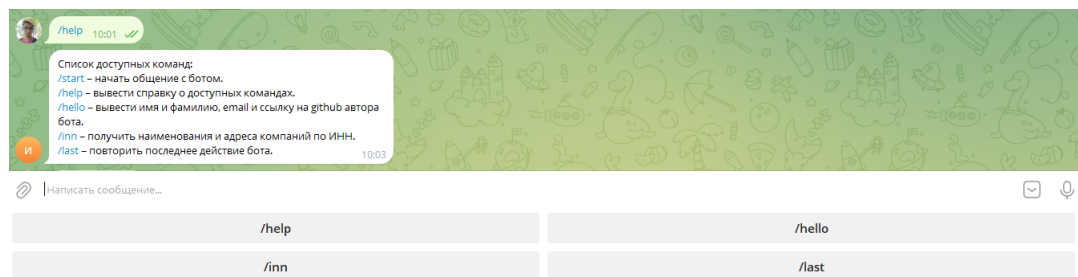 /help 10:01
Список доступных команд:
/start – начать общение с ботом.
/help – вывести справку о доступных командах.
/hello – вывести имя и фамилию, email и ссылку на github автора
бота.
/inn – получить наименования и адреса компаний по ИНН.
/last – повторить последнее действие бота.
10:03
И
Написать сообщение...
/help
/hello
/inn
/last